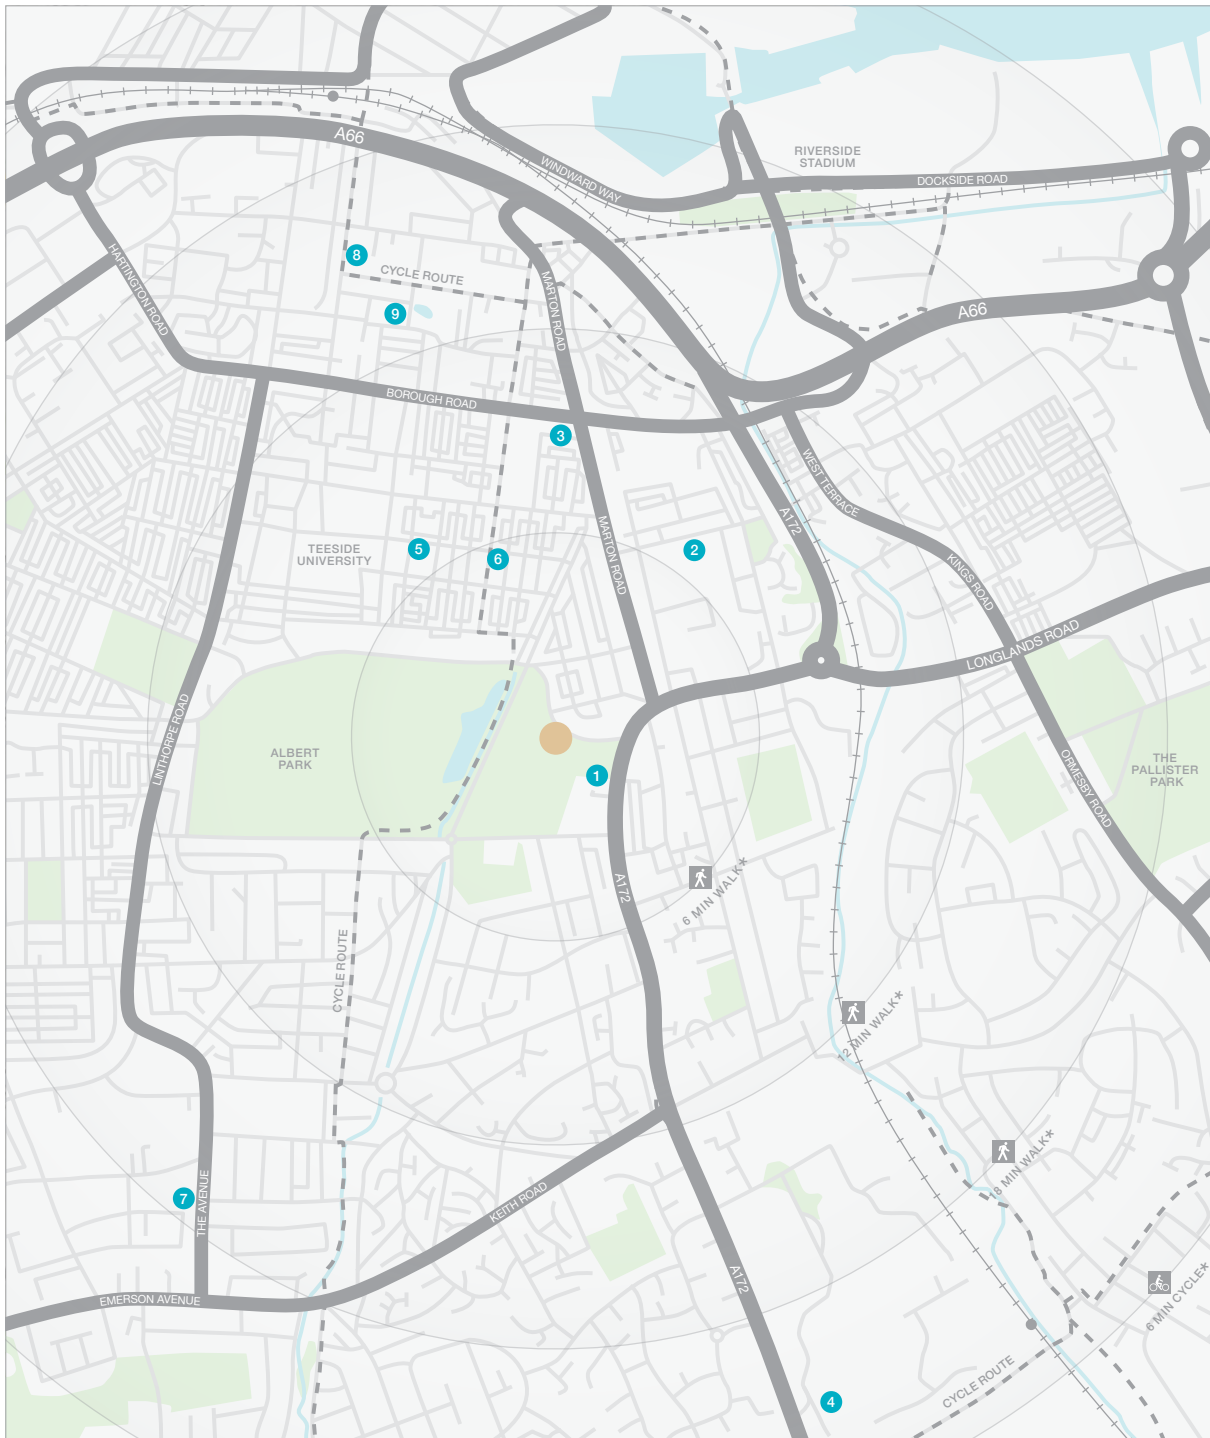 A66
RIVERSIDE
STADIUM
WINDWARD WAY
DOCKSIDE ROAD
HARTINGTON ROAD
8
CYCLE ROUTE
MARTON ROAD
9
A66
BOROUGH ROAD
3
WEST TERRACE
A172
MARTON ROAD
TEESIDE
UNIVERSITY
5
6
2
KINGS ROAD
LONGLANDS ROAD
LINTHORPE ROAD
ALBERT
PARK
1
ORMESBY ROAD
THE
PALLISTER
PARK
A172
6 MIN WALK*
CYCLE ROUTE
12 MIN WALK*
18 MIN WALK*
7
THE AVENUE
KEITH ROAD
A172
6 MIN CYCLE*
EMERSON AVENUE
CYCLE ROUTE
4